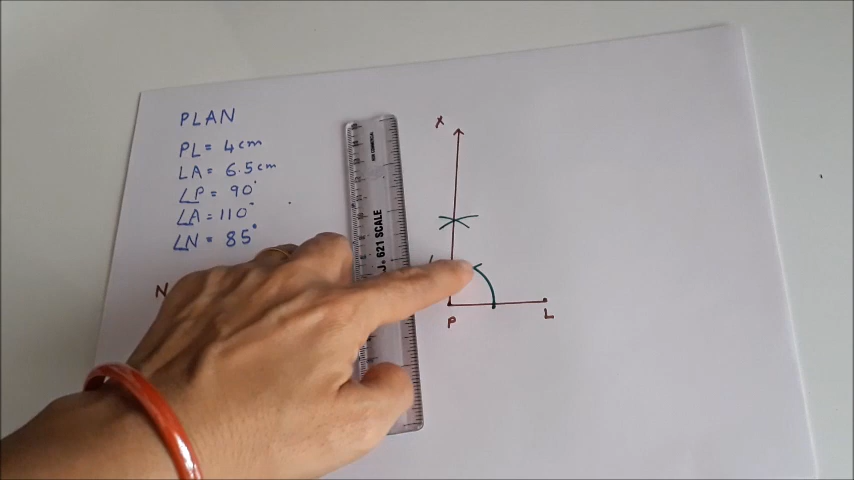 PLAN
PL = 4cm
LA = 6.5cm
∠P = 90°
∠A = 110°
∠N = 85°
N
X
P
L
J-621 SCALE